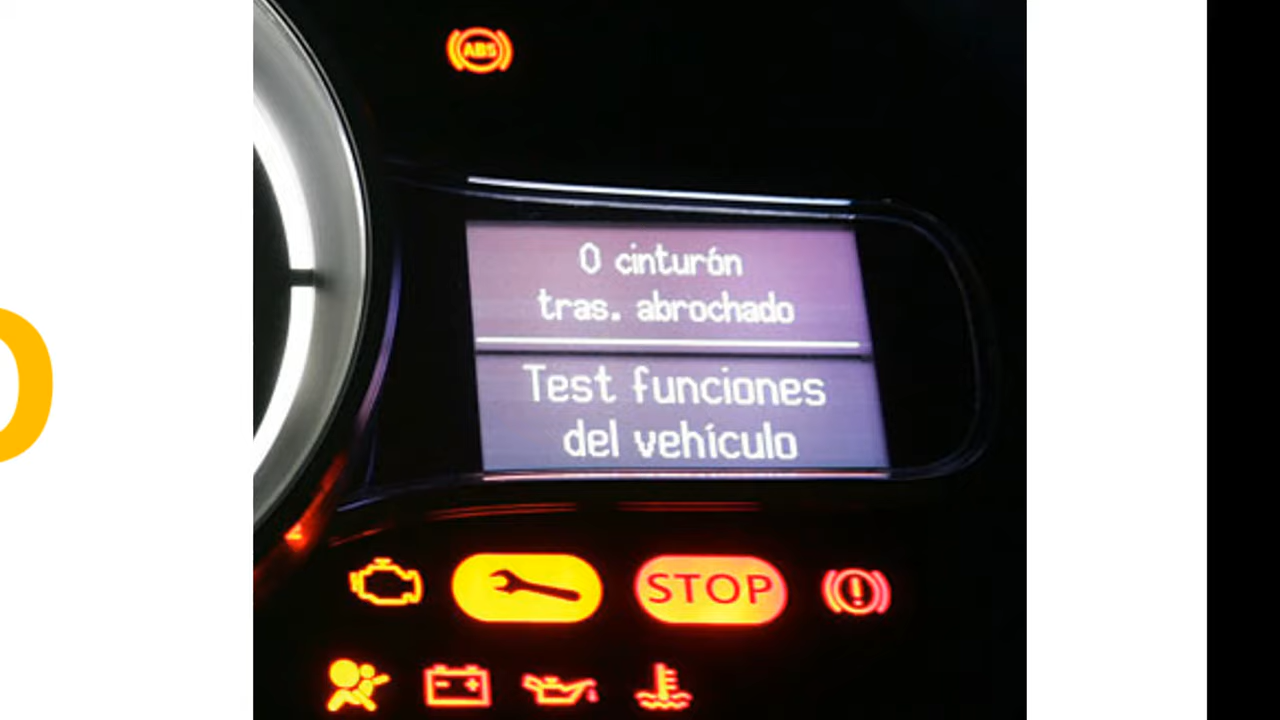 ABS
0 cinturón
tras. abrochado
Test funciones
del vehículo
STOP